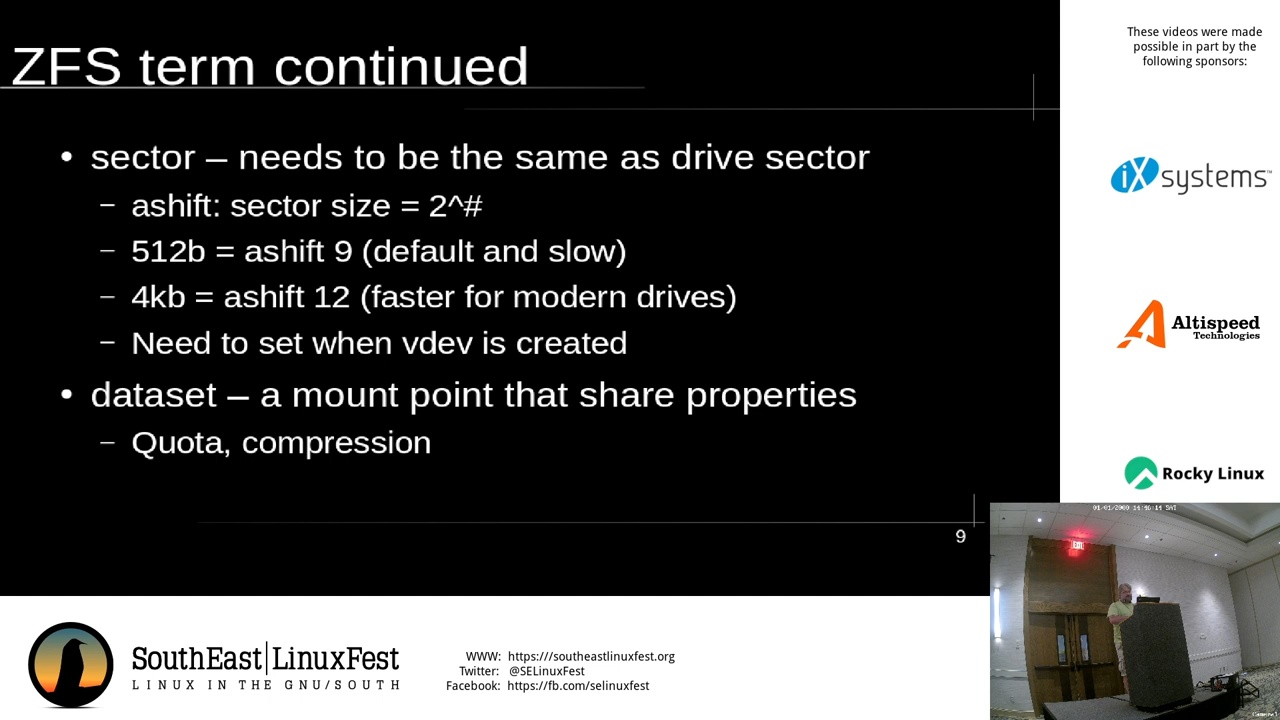 ZFS term continued
• sector – needs to be the same as drive sector
– ashift: sector size = 2^#
– 512b = ashift 9 (default and slow)
– 4kb = ashift 12 (faster for modern drives)
– Need to set when vdev is created
• dataset – a mount point that share properties
– Quota, compression
9
These videos were made
possible in part by the
following sponsors:
iXsystems™
Altispeed
Technologies
Rocky Linux
EXIT
SouthEast|LinuxFest
LINUX IN THE GNU/SOUTH
WWW: https:///southeastlinuxfest.org
Twitter: @SELinuxFest
Facebook: https://fb.com/selinuxfest